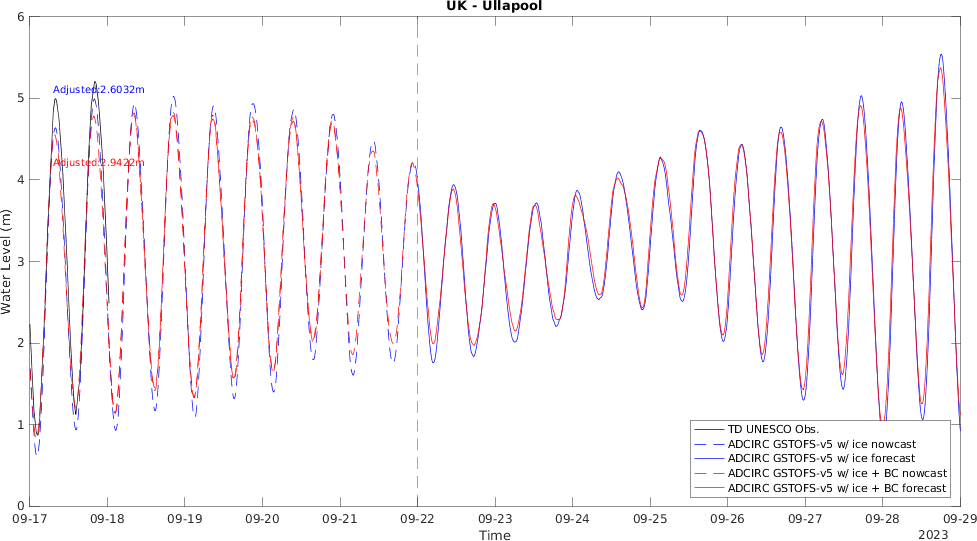 UK - Ullapool
6
5
4
3
2
1
0
Water Level (m)
Adjusted:2.6032m
Adjusted:2.9422m
TD UNESCO Obs.
ADCIRC GSTOFS-v5 w/ ice nowcast
ADCIRC GSTOFS-v5 w/ ice forecast
ADCIRC GSTOFS-v5 w/ ice + BC nowcast
ADCIRC GSTOFS-v5 w/ ice + BC forecast
09-17 09-18 09-19 09-20 09-21 09-22 09-23 09-24 09-25 09-26 09-27 09-28 09-29
Time
2023